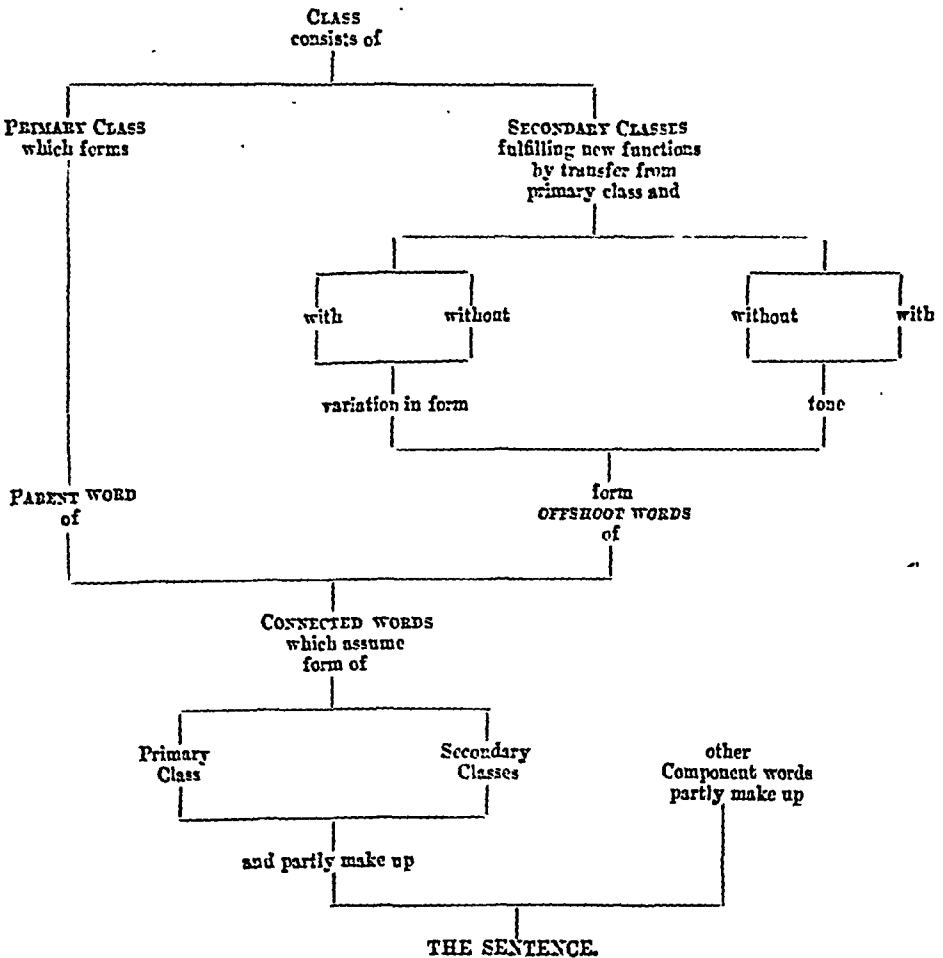 CLASS
consists of
PRIMARY CLASS
which forms
SECONDARY CLASSES
fulfilling new functions
by transfer from
primary class and
with
without
without
with
variation in form
tone
PARENT WORD
of
form
OFFSHOOT WORDS
of
CONNECTED WORDS
which assume
form of
Primary
Class
Secondary
Classes
other
Component words
partly make up
and partly make up
THE SENTENCE.